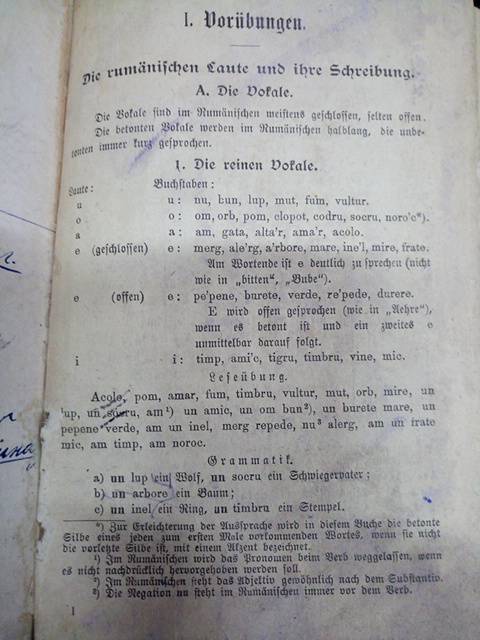 I. Vorübungen.
Die rumänischen Laute und ihre Schreibung.
A. Die Vokale.
Die Vokale sind im Rumänischen meistens geschlossen, selten offen.
Die betonten Vokale werden im Rumänischen halblang, die unbe-
tonten immer kurz gesprochen.
1. Die reinen Vokale.
Laute: Buchstaben:
u u: nu, bun, lup, mut, fum, vultur.
o o: om, orb, pom, clopot, codru, socru, noro'c*).
a a: am, gata, alta'r, ama'r, acolo.
e (geschlossen) e: merg, ale'rg, a'rbore, mare, ine'l, mire, frate.
Am Wortende ist e deutlich zu sprechen (nicht
wie in „bitten", „Bube").
e (offen) e: pe'pene, burete, verde, re'pede, durere.
E wird offen gesprochen (wie in „Aehre"),
wenn es betont ist und ein zweites e
unmittelbar darauf folgt.
i i: timp, ami'c, tigru, timbru, vine, mic.
Leseübung.
Acolo, pom, amar, fum, timbru, vultur, mut, orb, mire, un
lup, un socru, am¹) un amic, un om bun²), un burete mare, un
pepene verde, am un inel, merg repede, nu³ alerg, am un frate
mic, am timp, am noroc.
Grammatik.
a) un lup ein Wolf, un socru ein Schwiegervater;
b) un arbore ein Baum;
c) un inel ein Ring, un timbru ein Stempel.
*) Zur Erleichterung der Aussprache wird in diesem Buche die betonte
Silbe eines jeden zum ersten Male vorkommenden Wortes, wenn sie nicht
die vorletzte Silbe ist, mit einem Akzent bezeichnet.
¹) Im Rumänischen wird das Pronomen beim Verb weggelassen, wenn
es nicht nachdrücklich hervorgehoben werden soll.
²) Im Rumänischen steht das Adjektiv gewöhnlich nach dem Substantiv.
³) Die Negation nu steht im Rumänischen immer vor dem Verb.
1